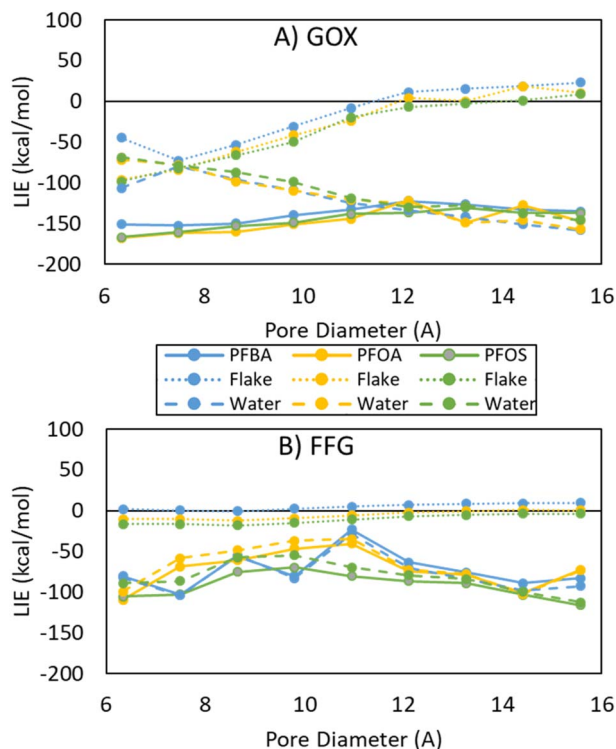 A) GOX
100
50
0
-50
-100
-150
-200
LIE (kcal/mol)
6 8 10 12 14 16
Pore Diameter (A)
PFBA PFOA PFOS
Flake Flake Flake
Water Water Water
B) FFG
100
50
0
-50
-100
-150
-200
LIE (kcal/mol)
6 8 10 12 14 16
Pore Diameter (A)